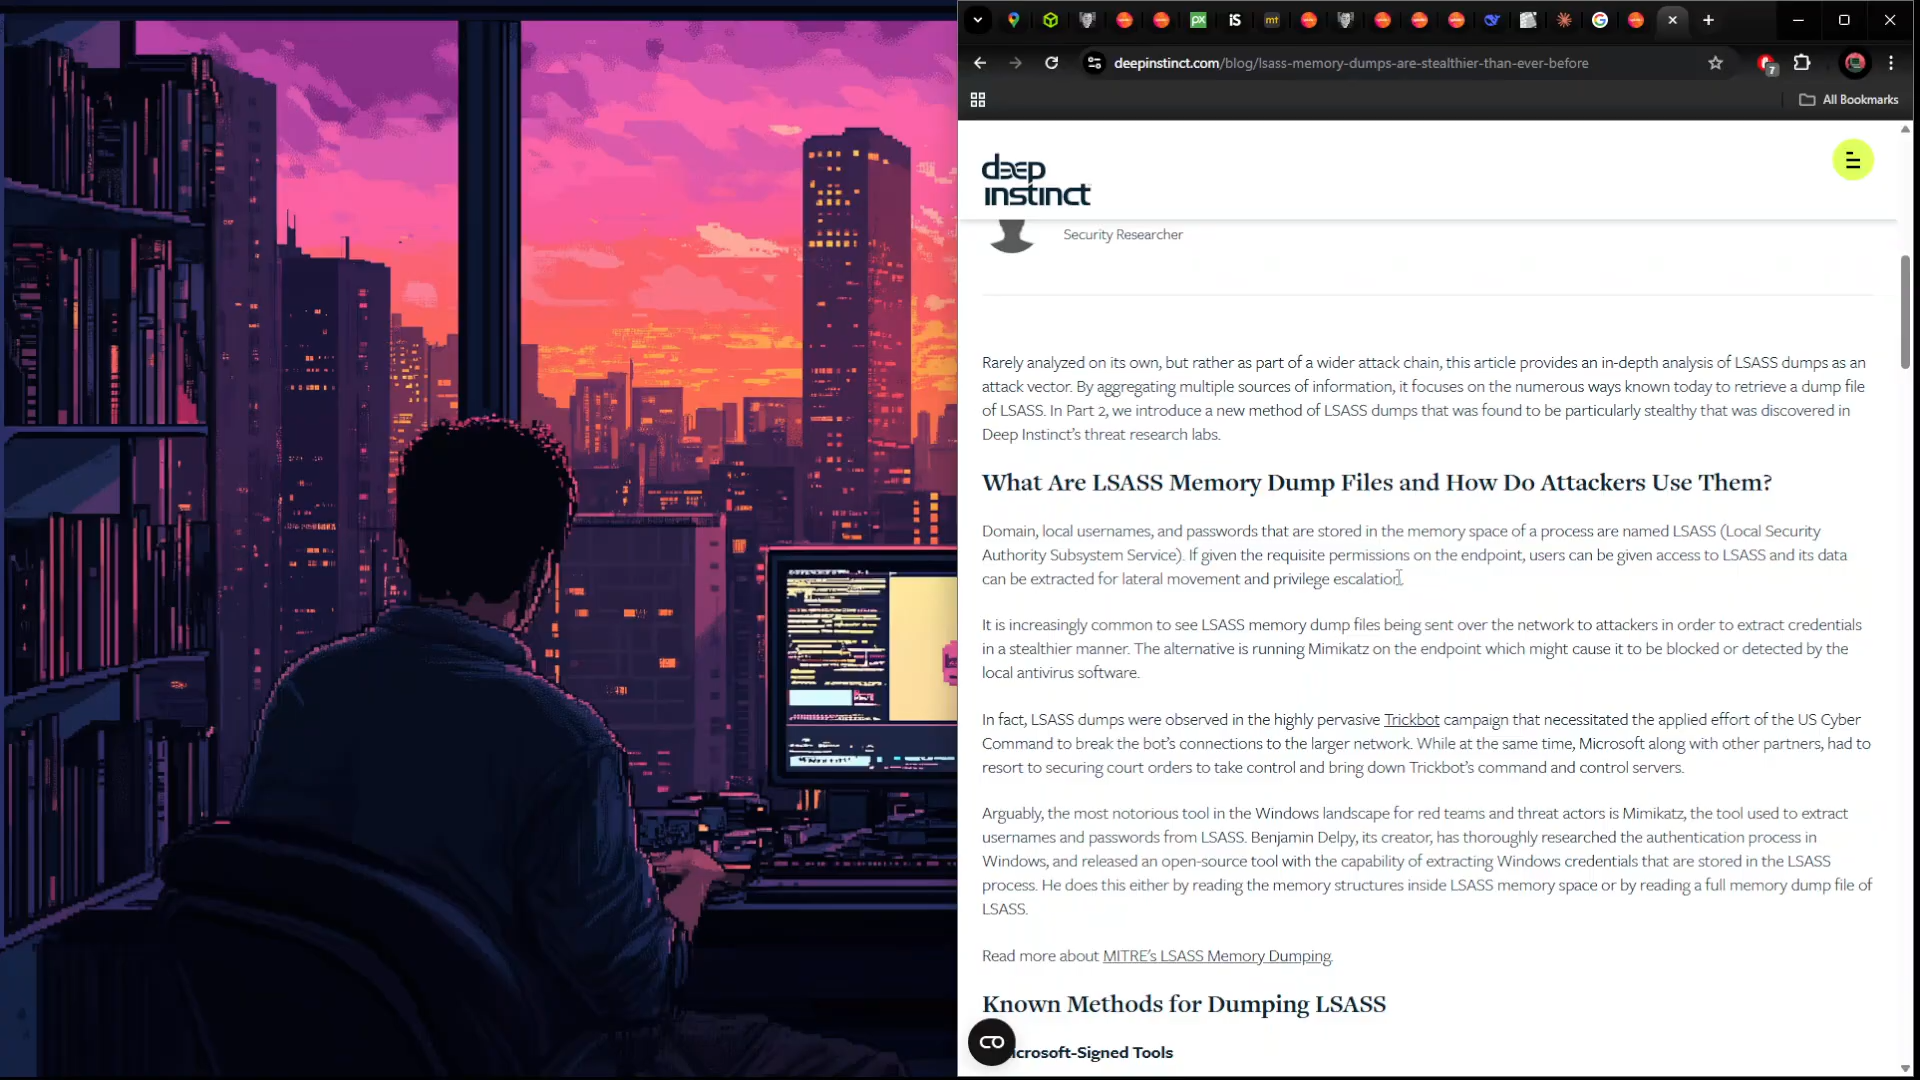 deepinstinct.com/blog/lsass-memory-dumps-are-stealthier-than-ever-before
7
All Bookmarks
deep
instinct
Security Researcher
Rarely analyzed on its own, but rather as part of a wider attack chain, this article provides an in-depth analysis of LSASS dumps as an
attack vector. By aggregating multiple sources of information, it focuses on the numerous ways known today to retrieve a dump file
of LSASS. In Part 2, we introduce a new method of LSASS dumps that was found to be particularly stealthy that was discovered in
Deep Instinct's threat research labs.
What Are LSASS Memory Dump Files and How Do Attackers Use Them?
Domain, local usernames, and passwords that are stored in the memory space of a process are named LSASS (Local Security
Authority Subsystem Service). If given the requisite permissions on the endpoint, users can be given access to LSASS and its data
can be extracted for lateral movement and privilege escalation.
It is increasingly common to see LSASS memory dump files being sent over the network to attackers in order to extract credentials
in a stealthier manner. The alternative is running Mimikatz on the endpoint which might cause it to be blocked or detected by the
local antivirus software.
In fact, LSASS dumps were observed in the highly pervasive Trickbot campaign that necessitated the applied effort of the US Cyber
Command to break the bot's connections to the larger network. While at the same time, Microsoft along with other partners, had to
resort to securing court orders to take control and bring down Trickbot's command and control servers.
Arguably, the most notorious tool in the Windows landscape for red teams and threat actors is Mimikatz, the tool used to extract
usernames and passwords from LSASS. Benjamin Delpy, its creator, has thoroughly researched the authentication process in
Windows, and released an open-source tool with the capability of extracting Windows credentials that are stored in the LSASS
process. He does this either by reading the memory structures inside LSASS memory space or by reading a full memory dump file of
LSASS.
Read more about MITRE's LSASS Memory Dumping.
Known Methods for Dumping LSASS
icrosoft-Signed Tools